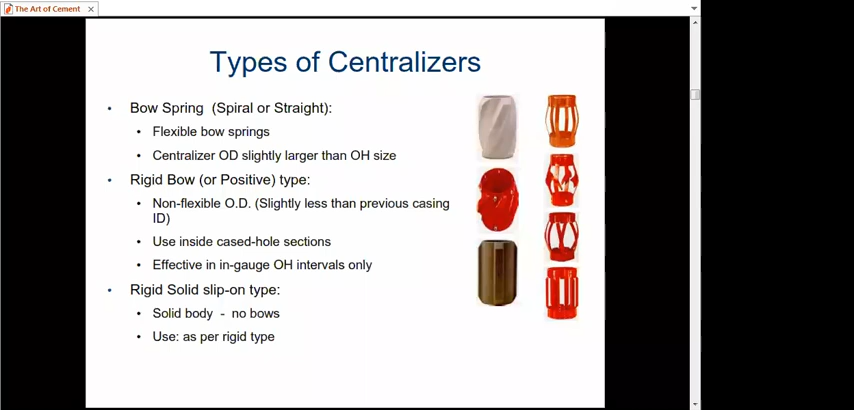 The Art of Cement
Types of Centralizers
• Bow Spring (Spiral or Straight):
• Flexible bow springs
• Centralizer OD slightly larger than OH size
• Rigid Bow (or Positive) type:
• Non-flexible O.D. (Slightly less than previous casing
ID)
• Use inside cased-hole sections
• Effective in in-gauge OH intervals only
• Rigid Solid slip-on type:
• Solid body - no bows
• Use: as per rigid type